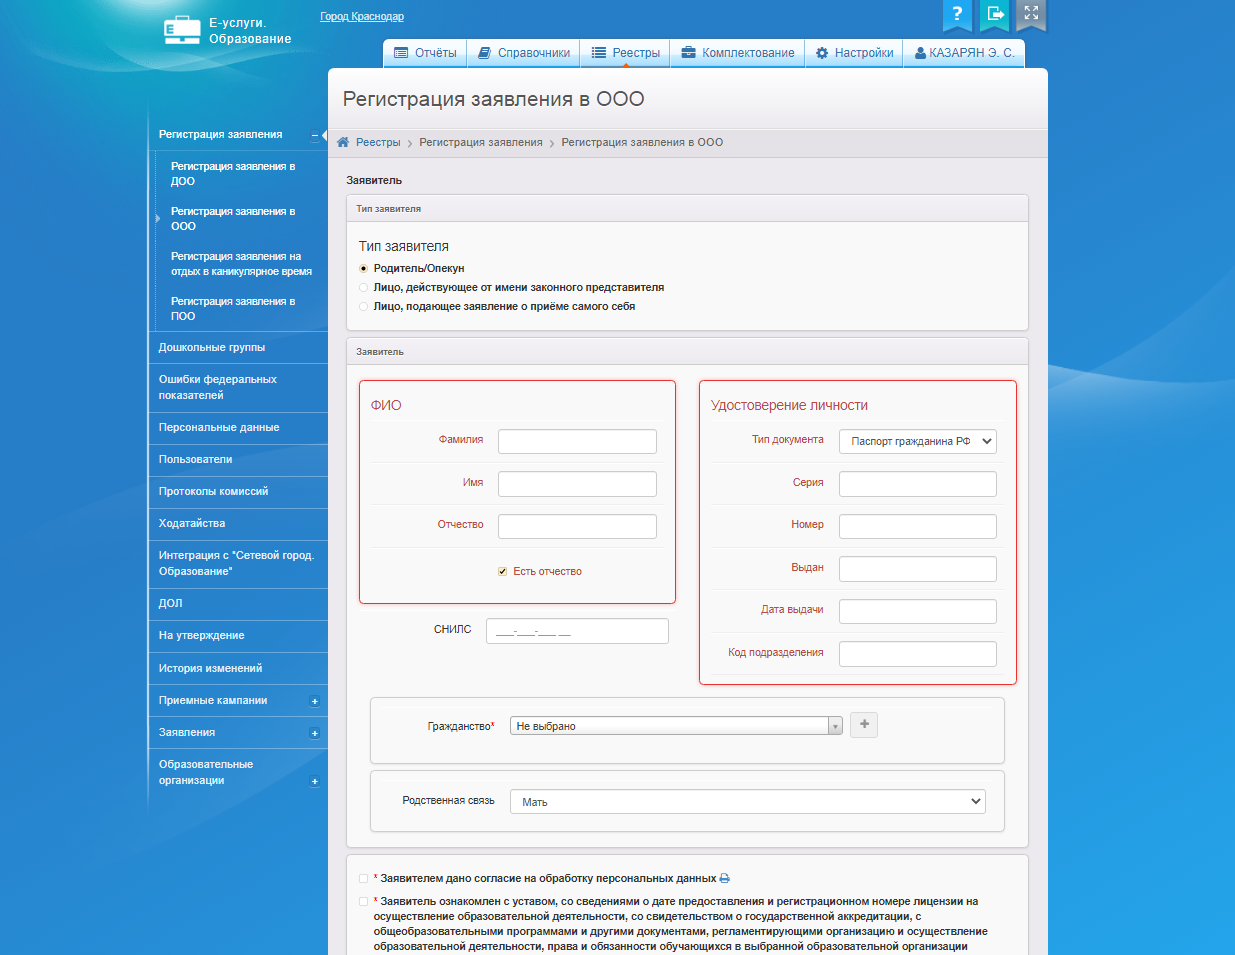 Е-услуги.
Образование
Город Краснодар
?
Отчёты
Справочники
Реестры
Комплектование
Настройки
КАЗАРЯН Э. С.
Регистрация заявления в ООО
Реестры
Регистрация заявления
Регистрация заявления в ООО
Регистрация заявления
Регистрация заявления в
ДОО
Регистрация заявления в
ООО
Регистрация заявления на
отдых в каникулярное время
Регистрация заявления в
ПОО
Дошкольные группы
Ошибки федеральных
показателей
Персональные данные
Пользователи
Протоколы комиссий
Ходатайства
Интеграция с "Сетевой город.
Образование"
ДОЛ
На утверждение
История изменений
Приемные кампании
Заявления
Образовательные
организации
Заявитель
Тип заявителя
Тип заявителя
Родитель/Опекун
Лицо, действующее от имени законного представителя
Лицо, подающее заявление о приёме самого себя
Заявитель
ФИО
Фамилия
Имя
Отчество
Есть отчество
СНИЛС ___-___-___ __
Удостоверение личности
Тип документа Паспорт гражданина РФ
Серия
Номер
Выдан
Дата выдачи
Код подразделения
Гражданство* Не выбрано
Родственная связь Мать
* Заявителем дано согласие на обработку персональных данных
* Заявитель ознакомлен с уставом, со сведениями о дате предоставления и регистрационном номере лицензии на
осуществление образовательной деятельности, со свидетельством о государственной аккредитации, с
общеобразовательными программами и другими документами, регламентирующими организацию и осуществление
образовательной деятельности, права и обязанности обучающихся в выбранной образовательной организации